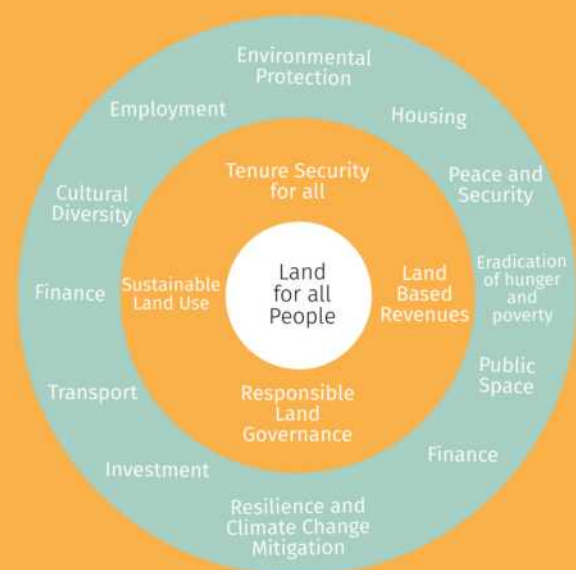 Environmental
Protection
Employment
Housing
Tenure Security
for all
Peace and
Security
Cultural
Diversity
Land
for all
People
Eradication
of hunger
and
poverty
Finance
Sustainable
Land Use
Land
Based
Revenues
Public
Space
Transport
Responsible
Land
Governance
Finance
Investment
Resilience and
Climate Change
Mitigation